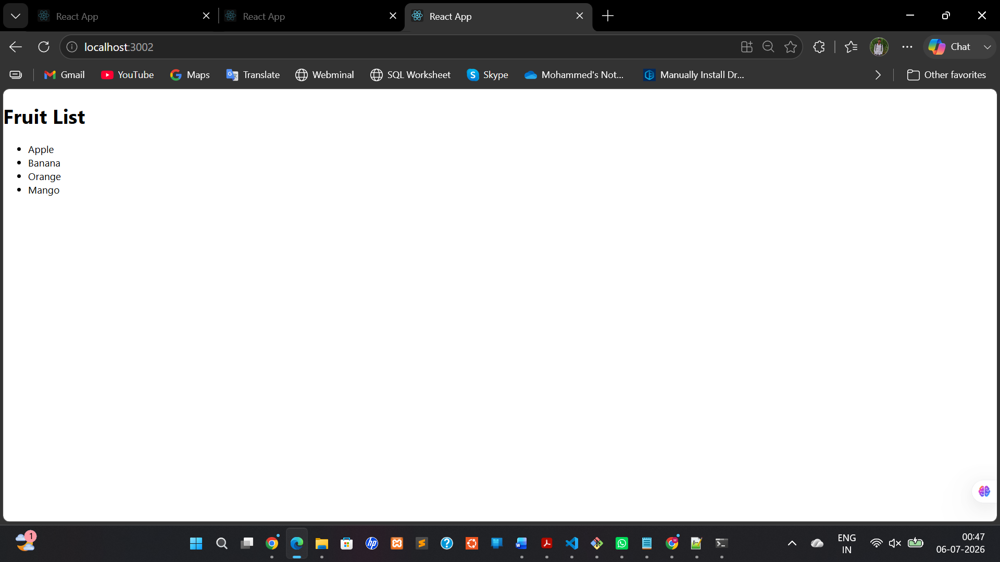 React App
React App
React App
localhost:3002
Chat
Gmail
YouTube
Maps
Translate
Webminal
SQL Worksheet
Skype
Mohammed's Not...
Manually Install Dr...
Other favorites
Fruit List
Apple
Banana
Orange
Mango
1
ENG
IN
00:47
06-07-2026